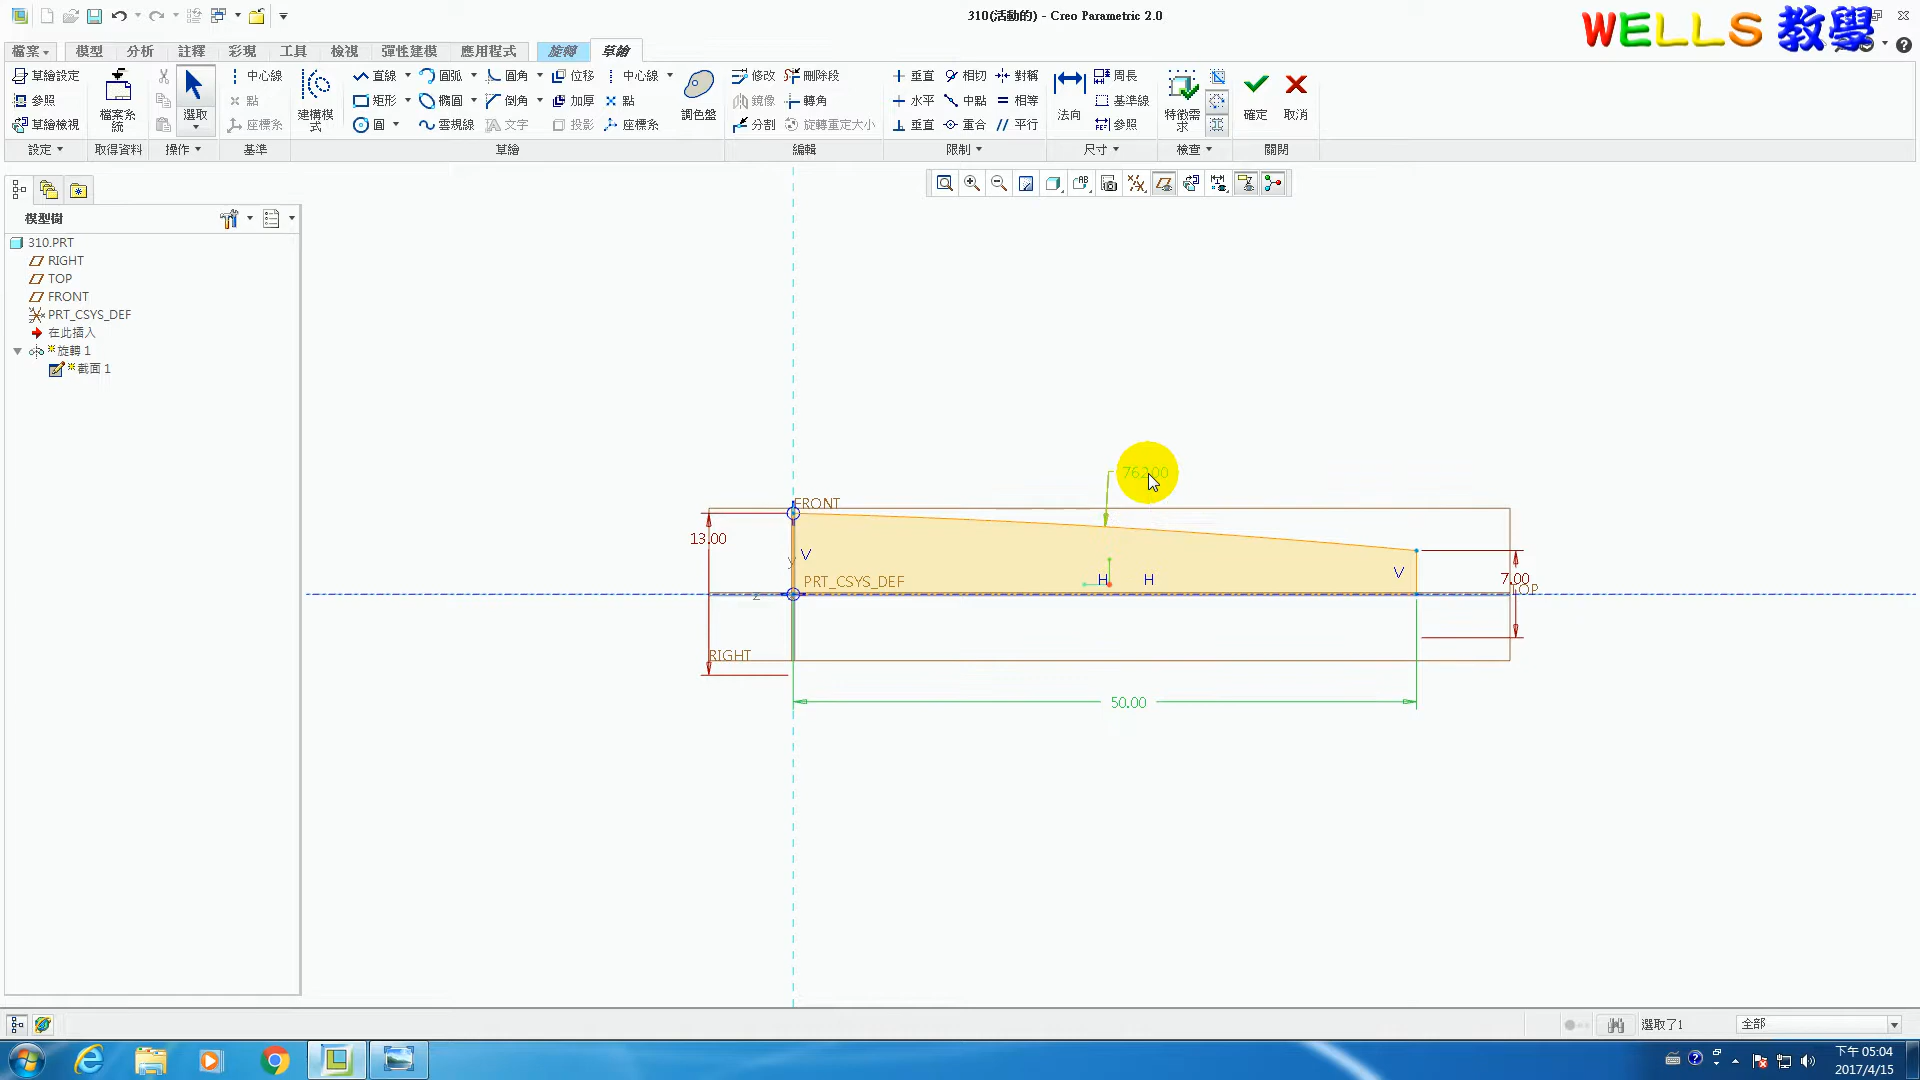 310(活動的) - Creo Parametric 2.0
WELLS 教學
檔案 模型 分析 註釋 彩現 工具 檢視 彈性建模 應用程式 旋轉 草繪
草繪設定 中心線 直線 圓弧 圓角 位移 中心線 修改 刪除段 垂直 相切 對稱 周長
參照 點 矩形 橢圓 倒角 加厚 點 鏡像 轉角 水平 中點 相等 基準線
草繪檢視 座標系 圓 雲規線 文字 投影 座標系 分割 旋轉重定大小 垂直 重合 平行 參照
檔案系統 選取 建構模式 調色盤 法向 特徵需求 確定 取消
設定 取得資料 操作 基準 草繪 編輯 限制 尺寸 檢查 關閉
模型樹
310.PRT
RIGHT
TOP
FRONT
PRT_CSYS_DEF
在此插入
旋轉 1
截面 1
762.00
FRONT
13.00
V
y
PRT_CSYS_DEF
H H
V
7.00
TOP
z
RIGHT
50.00
選取了1
全部
下午 05:04
2017/4/15